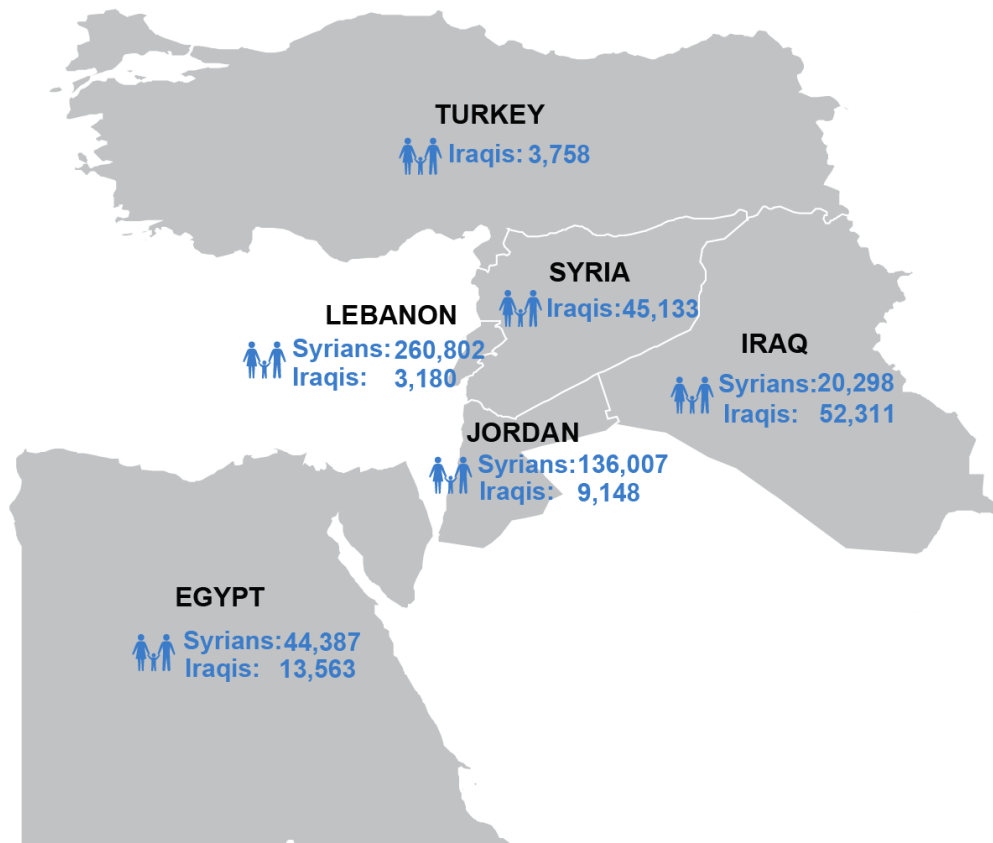 TURKEY
Iraqis: 3,758
SYRIA
Iraqis:45,133
LEBANON
Syrians:260,802
Iraqis: 3,180
IRAQ
Syrians:20,298
Iraqis: 52,311
JORDAN
Syrians:136,007
Iraqis: 9,148
EGYPT
Syrians:44,387
Iraqis: 13,563